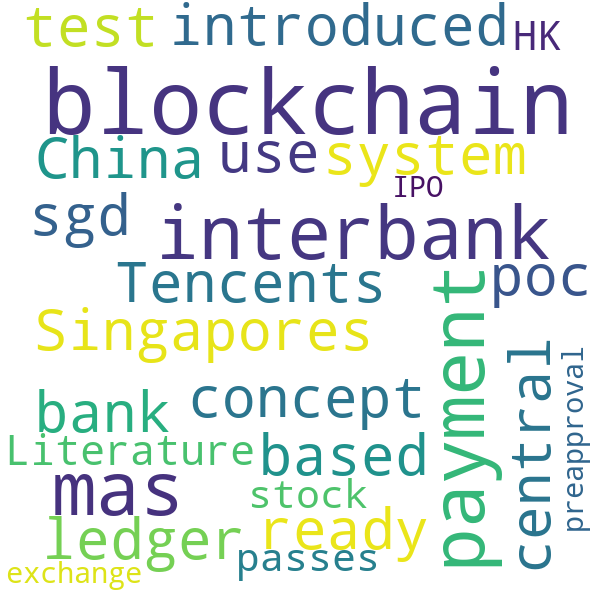 test introduced HK
blockchain
China use system
IPO
sgd interbank
Tencents poc
Singapores payment
central preapproval
bank concept
Literature based
mas stock
ledger ready
passes
exchange